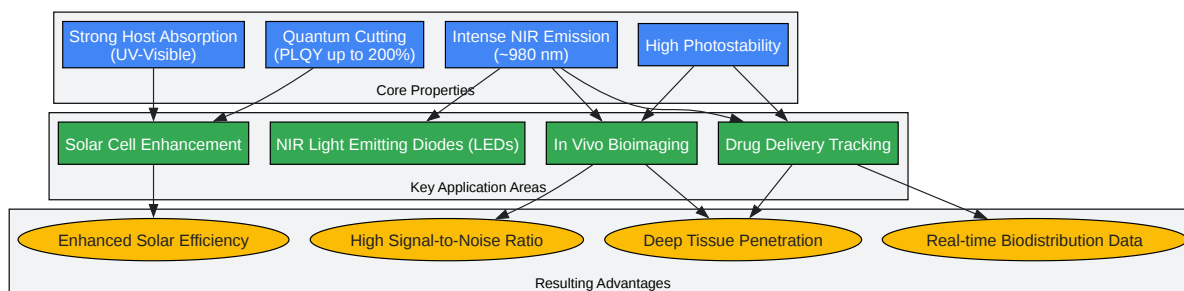 Strong Host Absorption
(UV-Visible)
Quantum Cutting
(PLQY up to 200%)
Intense NIR Emission
(~980 nm)
High Photostability
Core Properties
Solar Cell Enhancement
NIR Light Emitting Diodes (LEDs)
In Vivo Bioimaging
Drug Delivery Tracking
Key Application Areas
Enhanced Solar Efficiency
High Signal-to-Noise Ratio
Deep Tissue Penetration
Real-time Biodistribution Data
Resulting Advantages